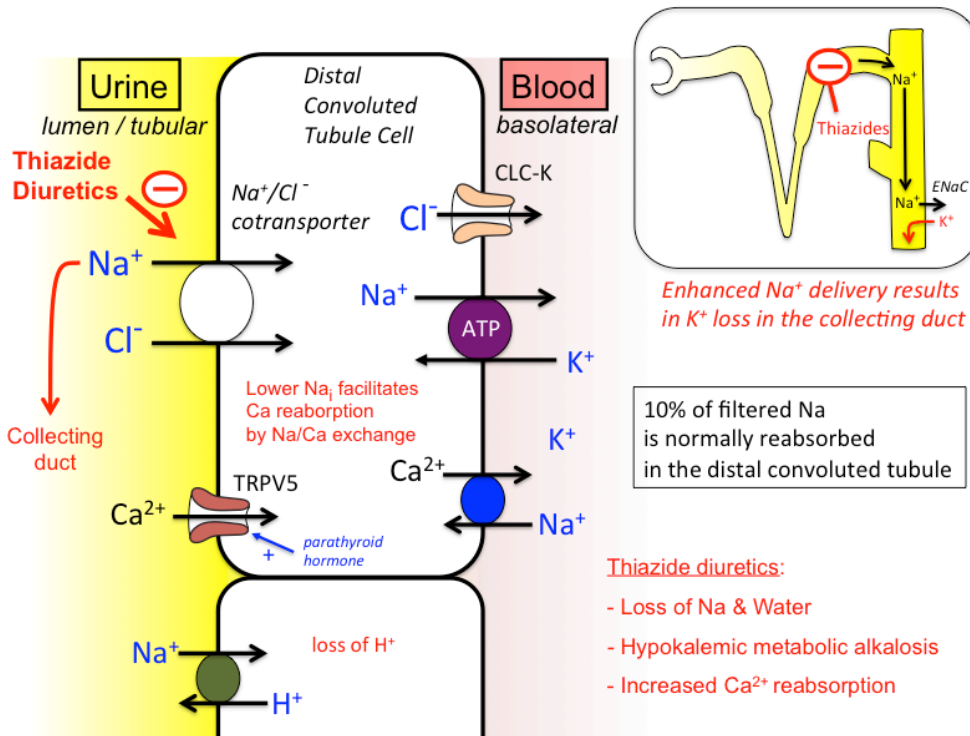 Urine
lumen / tubular
Thiazide
Diuretics
Distal
Convoluted
Tubule Cell
Blood
basolateral
Na⁺/Cl⁻
cotransporter
CLC-K
Cl⁻
Na⁺
Cl⁻
Na⁺
ATP
K⁺
Lower Naᵢ facilitates
Ca reaborption
by Na/Ca exchange
Collecting
duct
K⁺
Ca²⁺
Na⁺
TRPV5
Ca²⁺
+
parathyroid
hormone
Na⁺
loss of H⁺
H⁺
Na⁺
Thiazides
Na⁺
ENaC
K⁺
Enhanced Na⁺ delivery results
in K⁺ loss in the collecting duct
10% of filtered Na
is normally reabsorbed
in the distal convoluted tubule
Thiazide diuretics:
- Loss of Na & Water
- Hypokalemic metabolic alkalosis
- Increased Ca²⁺ reabsorption